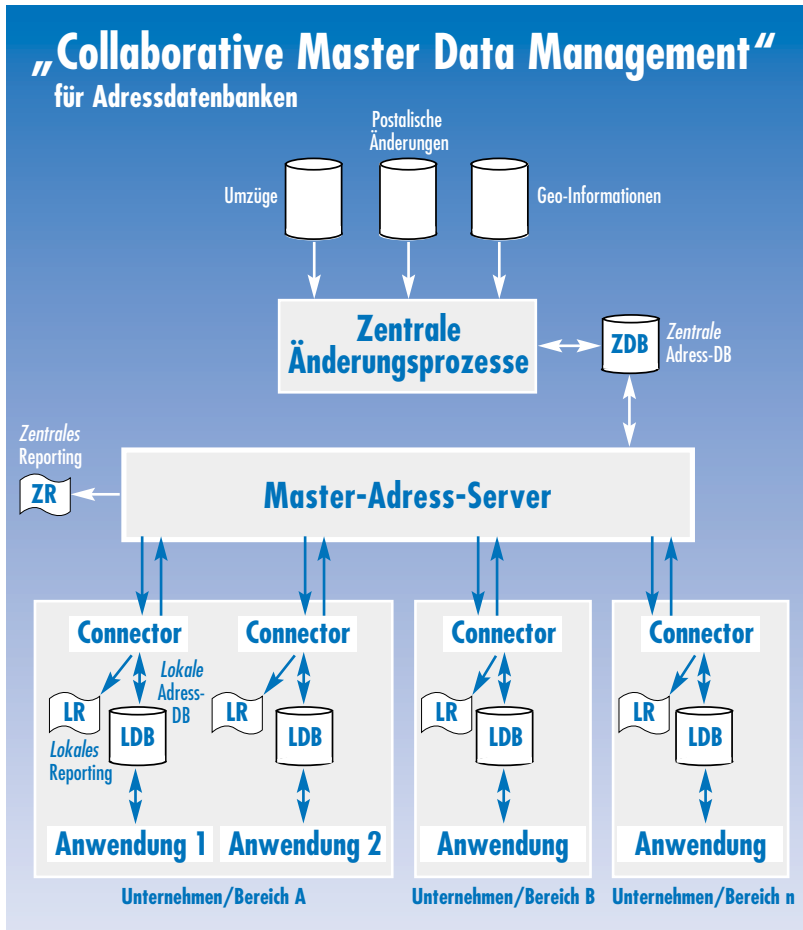 „Collaborative Master Data Management“
für Adressdatenbanken
Postalische
Änderungen
Umzüge
Geo-Informationen
Zentrale
Änderungsprozesse
ZDB
Zentrale
Adress-DB
Zentrales
Reporting
ZR
Master-Adress-Server
Connector
Connector
Connector
Connector
Lokale
Adress-
DB
LR
LDB
Lokales
Reporting
LR
LDB
LR
LDB
LR
LDB
Anwendung 1
Anwendung 2
Anwendung
Anwendung
Unternehmen/Bereich A
Unternehmen/Bereich B
Unternehmen/Bereich n